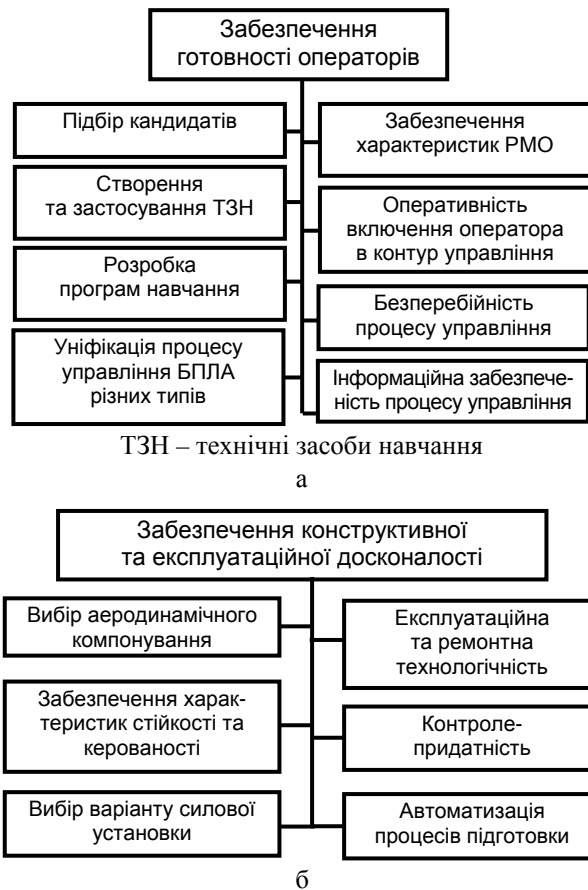 Забезпечення
готовності операторів
Підбір кандидатів
Створення
та застосування ТЗН
Розробка
програм навчання
Уніфікація процесу
управління БПЛА
різних типів
Забезпечення
характеристик РМО
Оперативність
включення оператора
в контур управління
Безперебійність
процесу управління
Інформаційна забезпече-
ність процесу управління
ТЗН – технічні засоби навчання
а
Забезпечення конструктивної
та експлуатаційної досконалості
Вибір аеродинамічного
компонування
Забезпечення харак-
теристик стійкості та
керованості
Вибір варіанту силової
установки
Експлуатаційна
та ремонтна
технологічність
Контроле-
придатність
Автоматизація
процесів підготовки
б